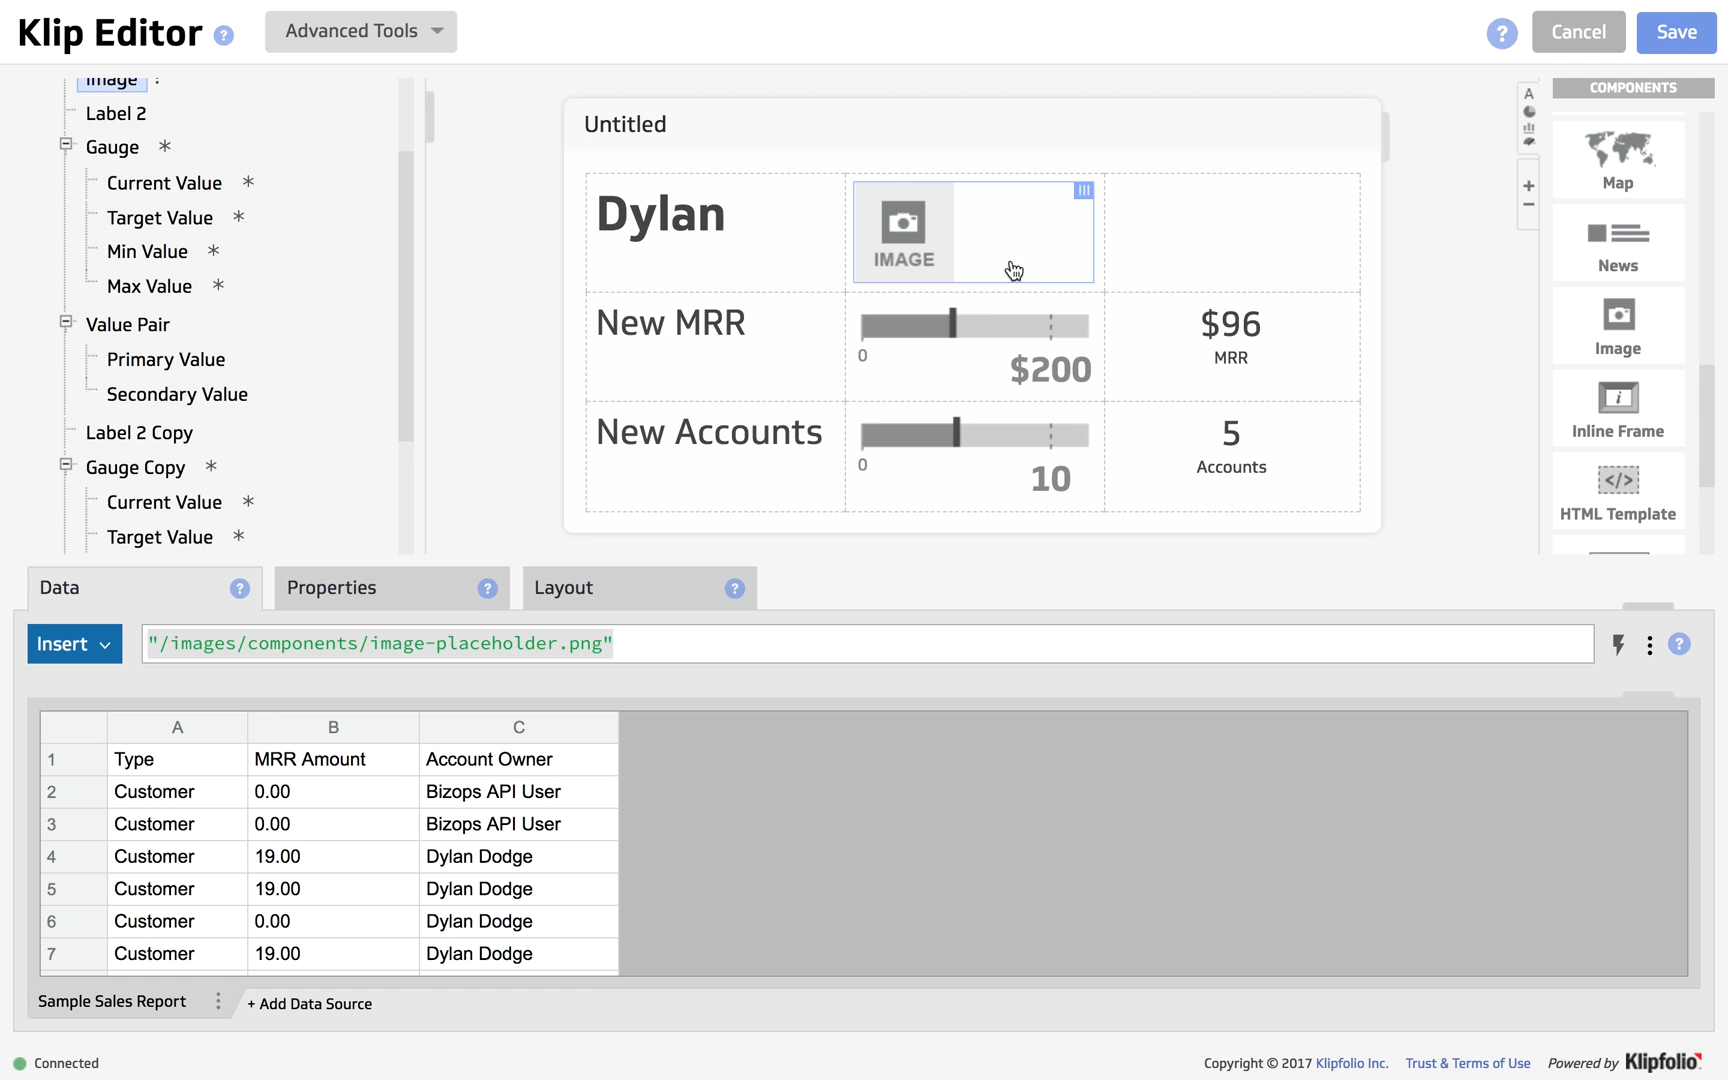 Klip Editor ?
Advanced Tools
?
Cancel
Save
Image
Label 2
Gauge *
Current Value *
Target Value *
Min Value *
Max Value *
Value Pair
Primary Value
Secondary Value
Label 2 Copy
Gauge Copy *
Current Value *
Target Value *
Untitled
Dylan
IMAGE
New MRR
0
$200
$96
MRR
New Accounts
0
10
5
Accounts
A
+
−
COMPONENTS
Map
News
Image
i
Inline Frame
</>
HTML Template
Data ?
Properties ?
Layout ?
Insert
"/images/components/image-placeholder.png"
?
A B C
1 Type MRR Amount Account Owner
2 Customer 0.00 Bizops API User
3 Customer 0.00 Bizops API User
4 Customer 19.00 Dylan Dodge
5 Customer 19.00 Dylan Dodge
6 Customer 0.00 Dylan Dodge
7 Customer 19.00 Dylan Dodge
Sample Sales Report
+ Add Data Source
Connected
Copyright © 2017 Klipfolio Inc. Trust & Terms of Use Powered by Klipfolio